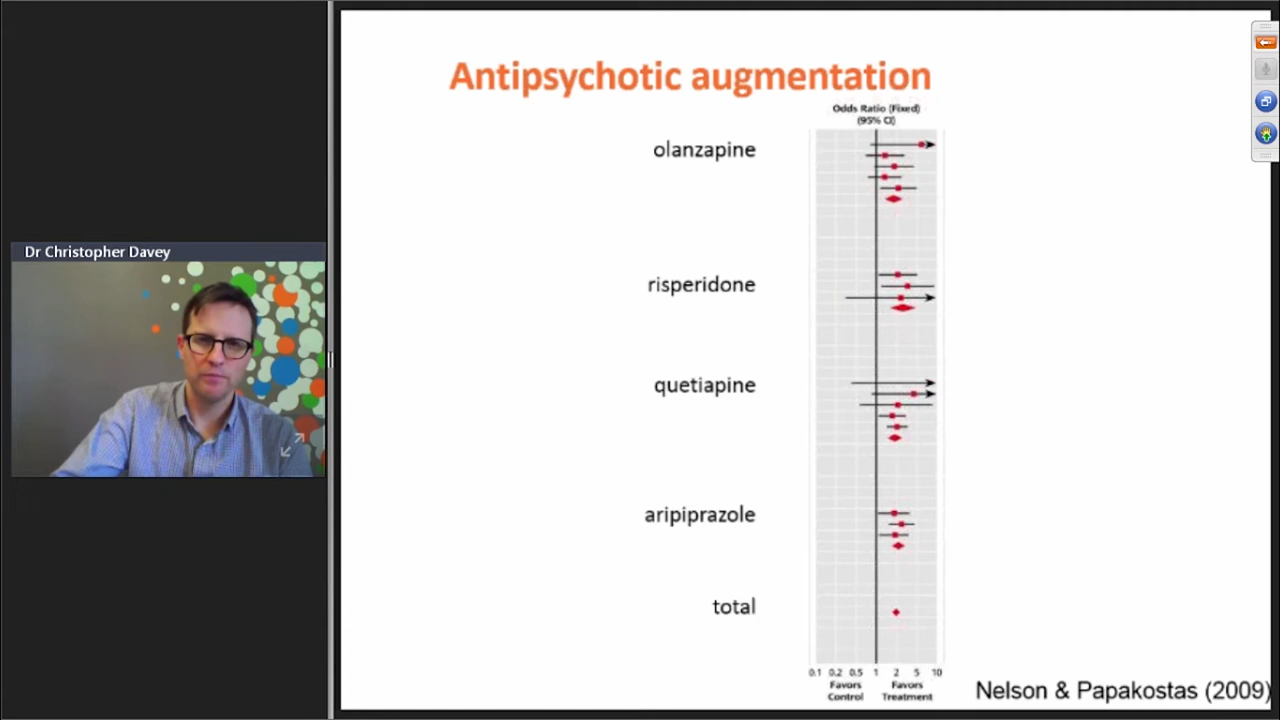 Antipsychotic augmentation
Odds Ratio (Fixed)
(95% CI)
olanzapine
Dr Christopher Davey
risperidone
quetiapine
aripiprazole
total
0.1 0.2 0.5 1 2 5 10
Favors Favors
Control Treatment
Nelson & Papakostas (2009)